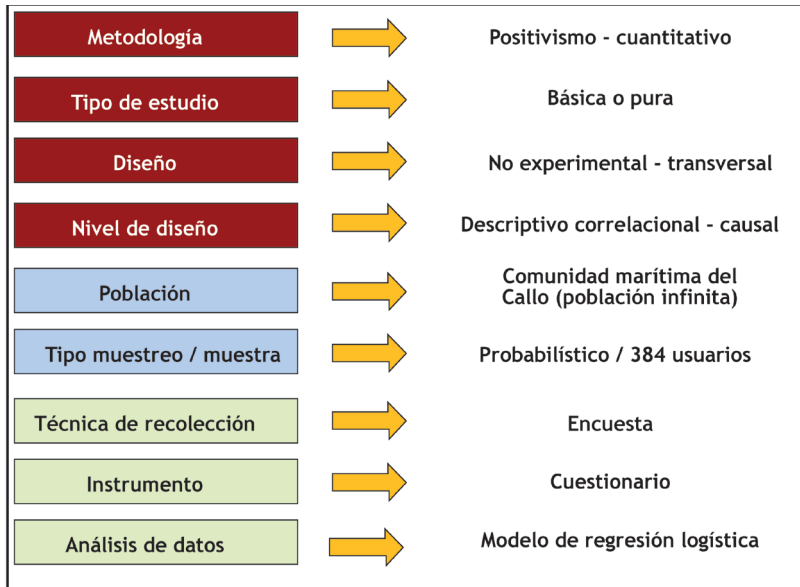 Metodología
Positivismo - cuantitativo
Tipo de estudio
Básica o pura
Diseño
No experimental - transversal
Nivel de diseño
Descriptivo correlacional - causal
Población
Comunidad marítima del
Callo (población infinita)
Tipo muestreo / muestra
Probabilístico / 384 usuarios
Técnica de recolección
Encuesta
Instrumento
Cuestionario
Análisis de datos
Modelo de regresión logística